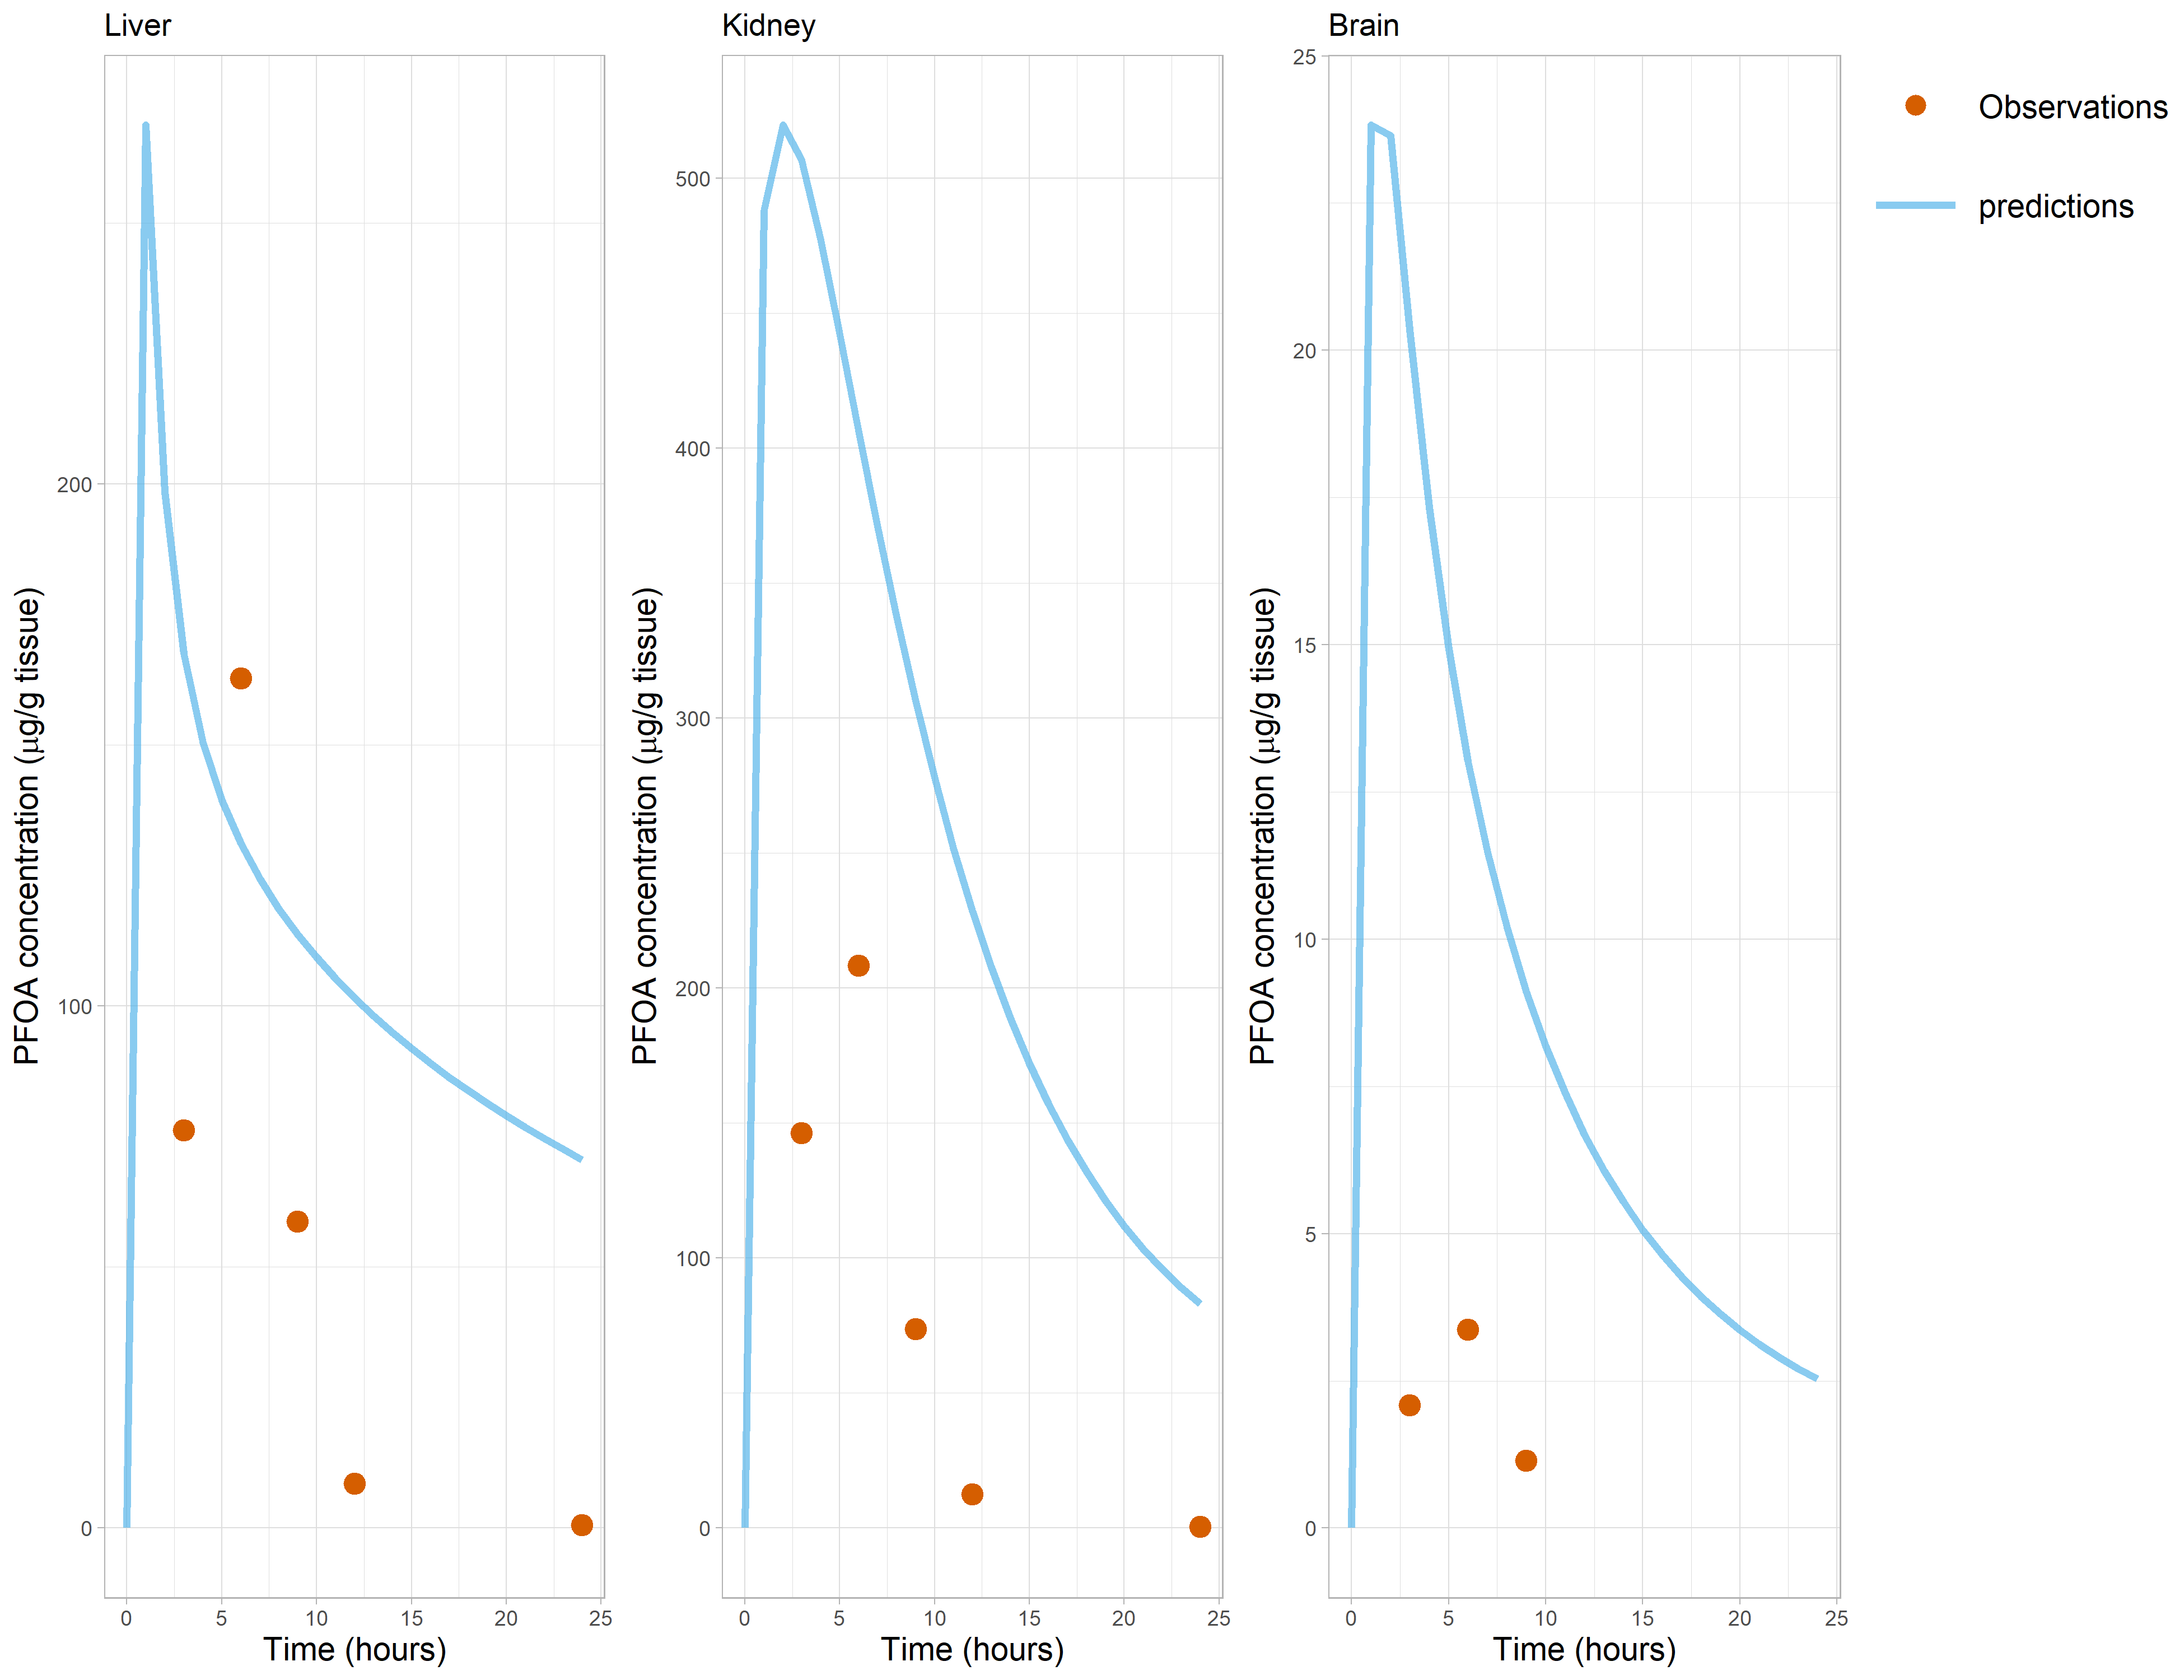 Liver
PFOA concentration (μg/g tissue)
200
100
0
0 5 10 15 20 25
Time (hours)
Kidney
PFOA concentration (μg/g tissue)
500
400
300
200
100
0
0 5 10 15 20 25
Time (hours)
Brain
PFOA concentration (μg/g tissue)
25
20
15
10
5
0
0 5 10 15 20 25
Time (hours)
Observations
predictions